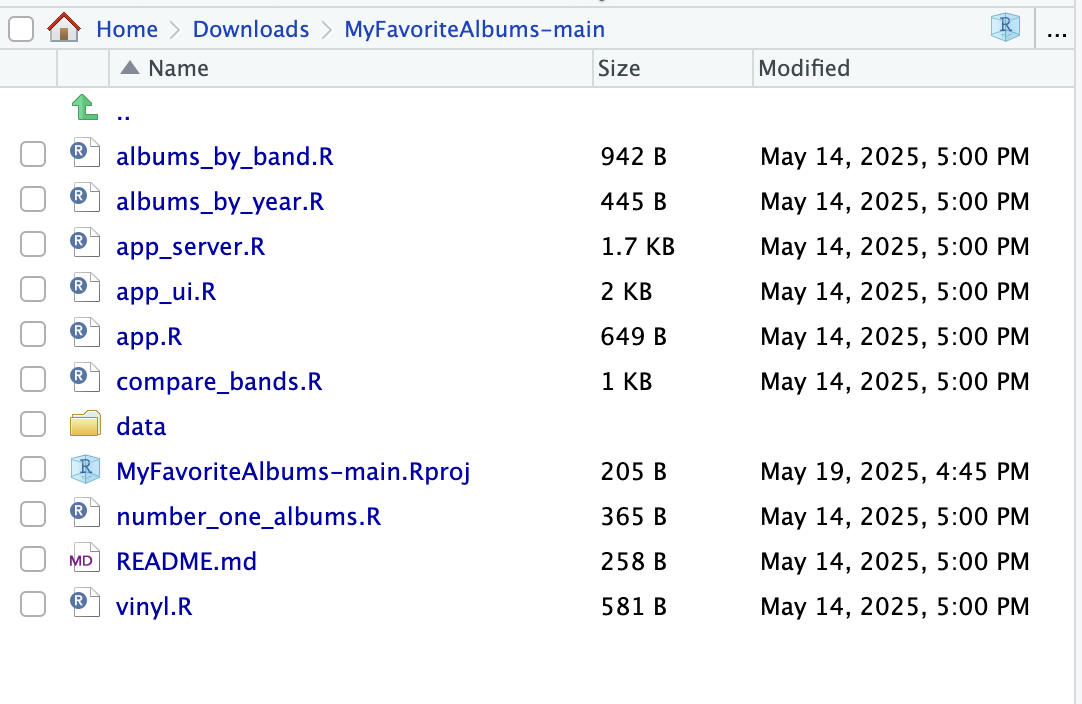 Home Downloads MyFavoriteAlbums-main R ...
Name Size Modified
..
R albums_by_band.R 942 B May 14, 2025, 5:00 PM
R albums_by_year.R 445 B May 14, 2025, 5:00 PM
R app_server.R 1.7 KB May 14, 2025, 5:00 PM
R app_ui.R 2 KB May 14, 2025, 5:00 PM
R app.R 649 B May 14, 2025, 5:00 PM
R compare_bands.R 1 KB May 14, 2025, 5:00 PM
data
R MyFavoriteAlbums-main.Rproj 205 B May 19, 2025, 4:45 PM
R number_one_albums.R 365 B May 14, 2025, 5:00 PM
MD README.md 258 B May 14, 2025, 5:00 PM
R vinyl.R 581 B May 14, 2025, 5:00 PM